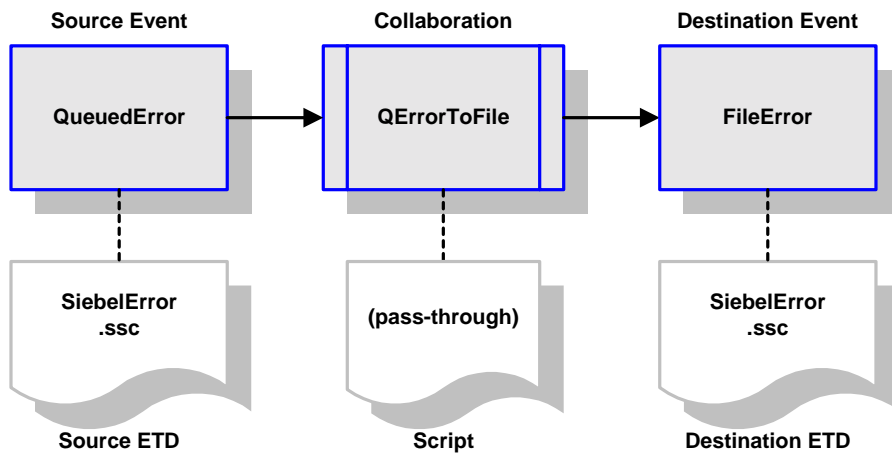 Source Event
Collaboration
Destination Event
QueuedError
QErrorToFile
FileError
SiebelError
.ssc
(pass-through)
SiebelError
.ssc
Source ETD
Script
Destination ETD